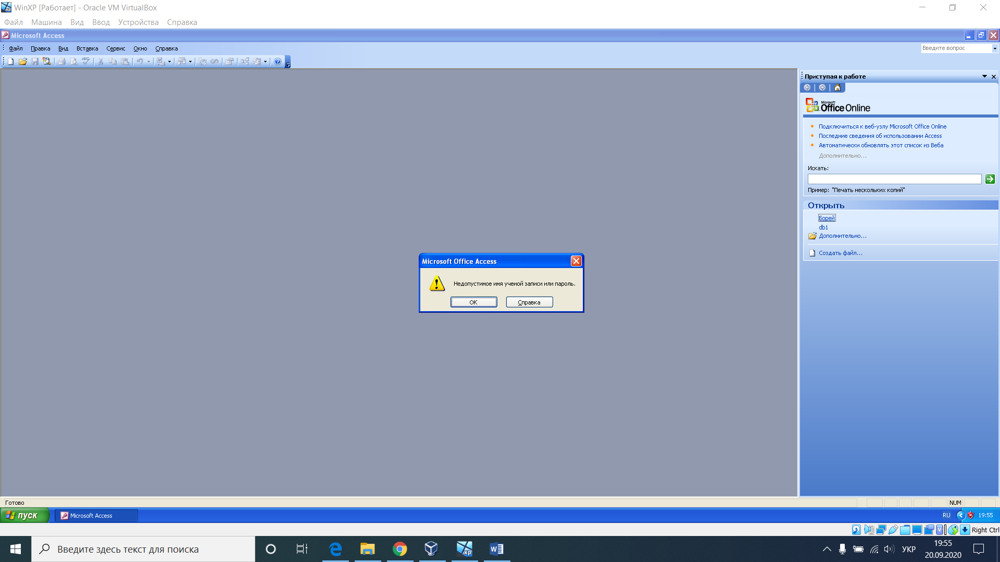 WinXP [Работает] - Oracle VM VirtualBox
Файл Машина Вид Ввод Устройства Справка
Microsoft Access
Файл Правка Вид Вставка Сервис Окно Справка
Введите вопрос
Приступая к работе
Microsoft
Office Online
Подключиться к веб-узлу Microsoft Office Online
Последние сведения об использовании Access
Автоматически обновлять этот список из Веба
Дополнительно...
Искать:
Пример: "Печать нескольких копий"
Открыть
Борей
db1
Дополнительно...
Создать файл...
Microsoft Office Access
Недопустимое имя ученой записи или пароль.
ОК Справка
Готово
NUM
пуск Microsoft Access RU 19:55
Right Ctrl
Введите здесь текст для поиска
УКР
19:55
20.09.2020